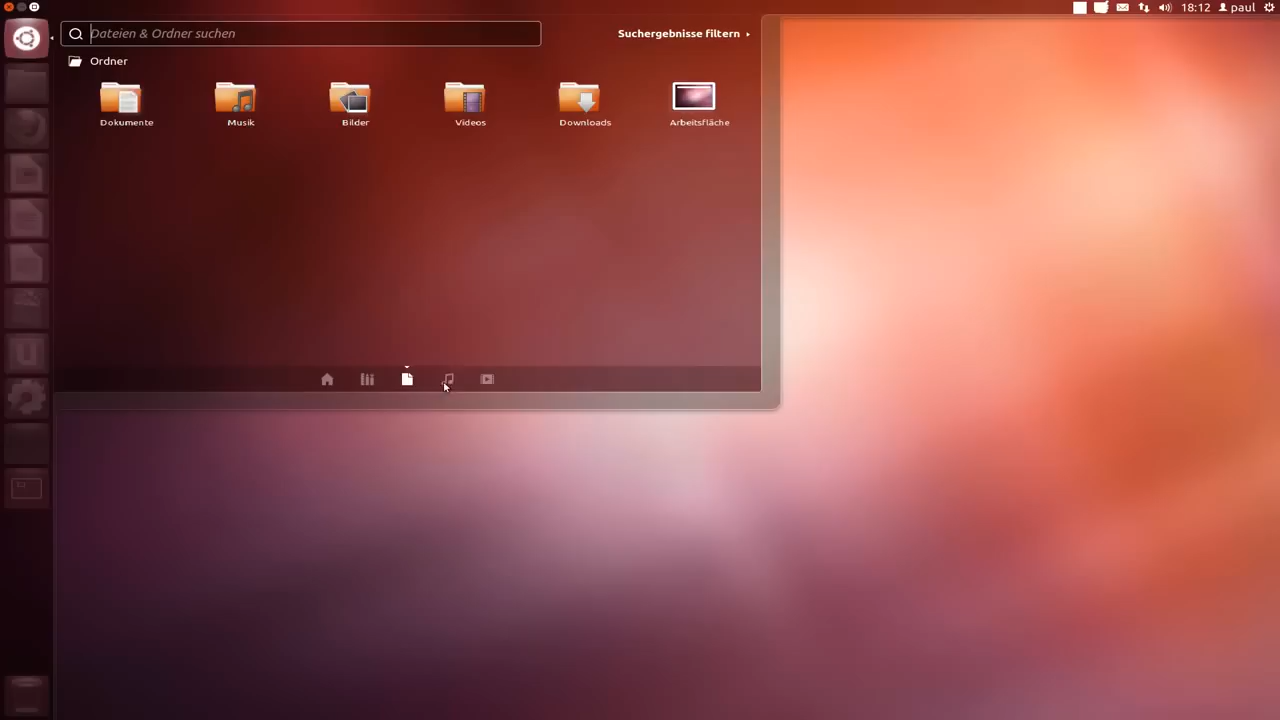 18:12 paul
Dateien & Ordner suchen
Suchergebnisse filtern
Ordner
Dokumente
Musik
Bilder
Videos
Downloads
Arbeitsfläche